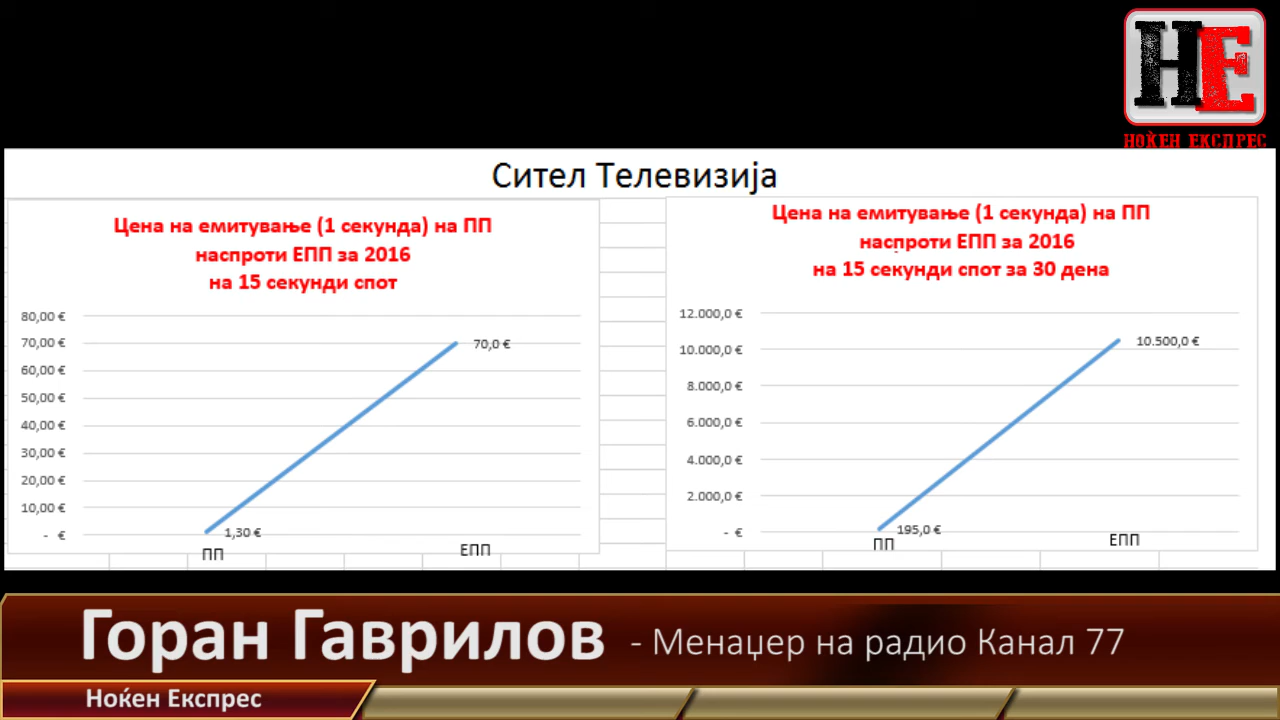 НЕ
НОЌЕН ЕКСПРЕС
Сител Телевизија
Цена на емитување (1 секунда) на ПП
наспроти ЕПП за 2016
на 15 секунди спот
80,00 €
70,00 €
60,00 €
50,00 €
40,00 €
30,00 €
20,00 €
10,00 €
- €
70,0 €
1,30 €
ПП
ЕПП
Цена на емитување (1 секунда) на ПП
наспроти ЕПП за 2016
на 15 секунди спот за 30 дена
12.000,0 €
10.000,0 €
8.000,0 €
6.000,0 €
4.000,0 €
2.000,0 €
- €
10.500,0 €
195,0 €
ПП
ЕПП
Горан Гаврилов - Менаџер на радио Канал 77
Ноќен Експрес